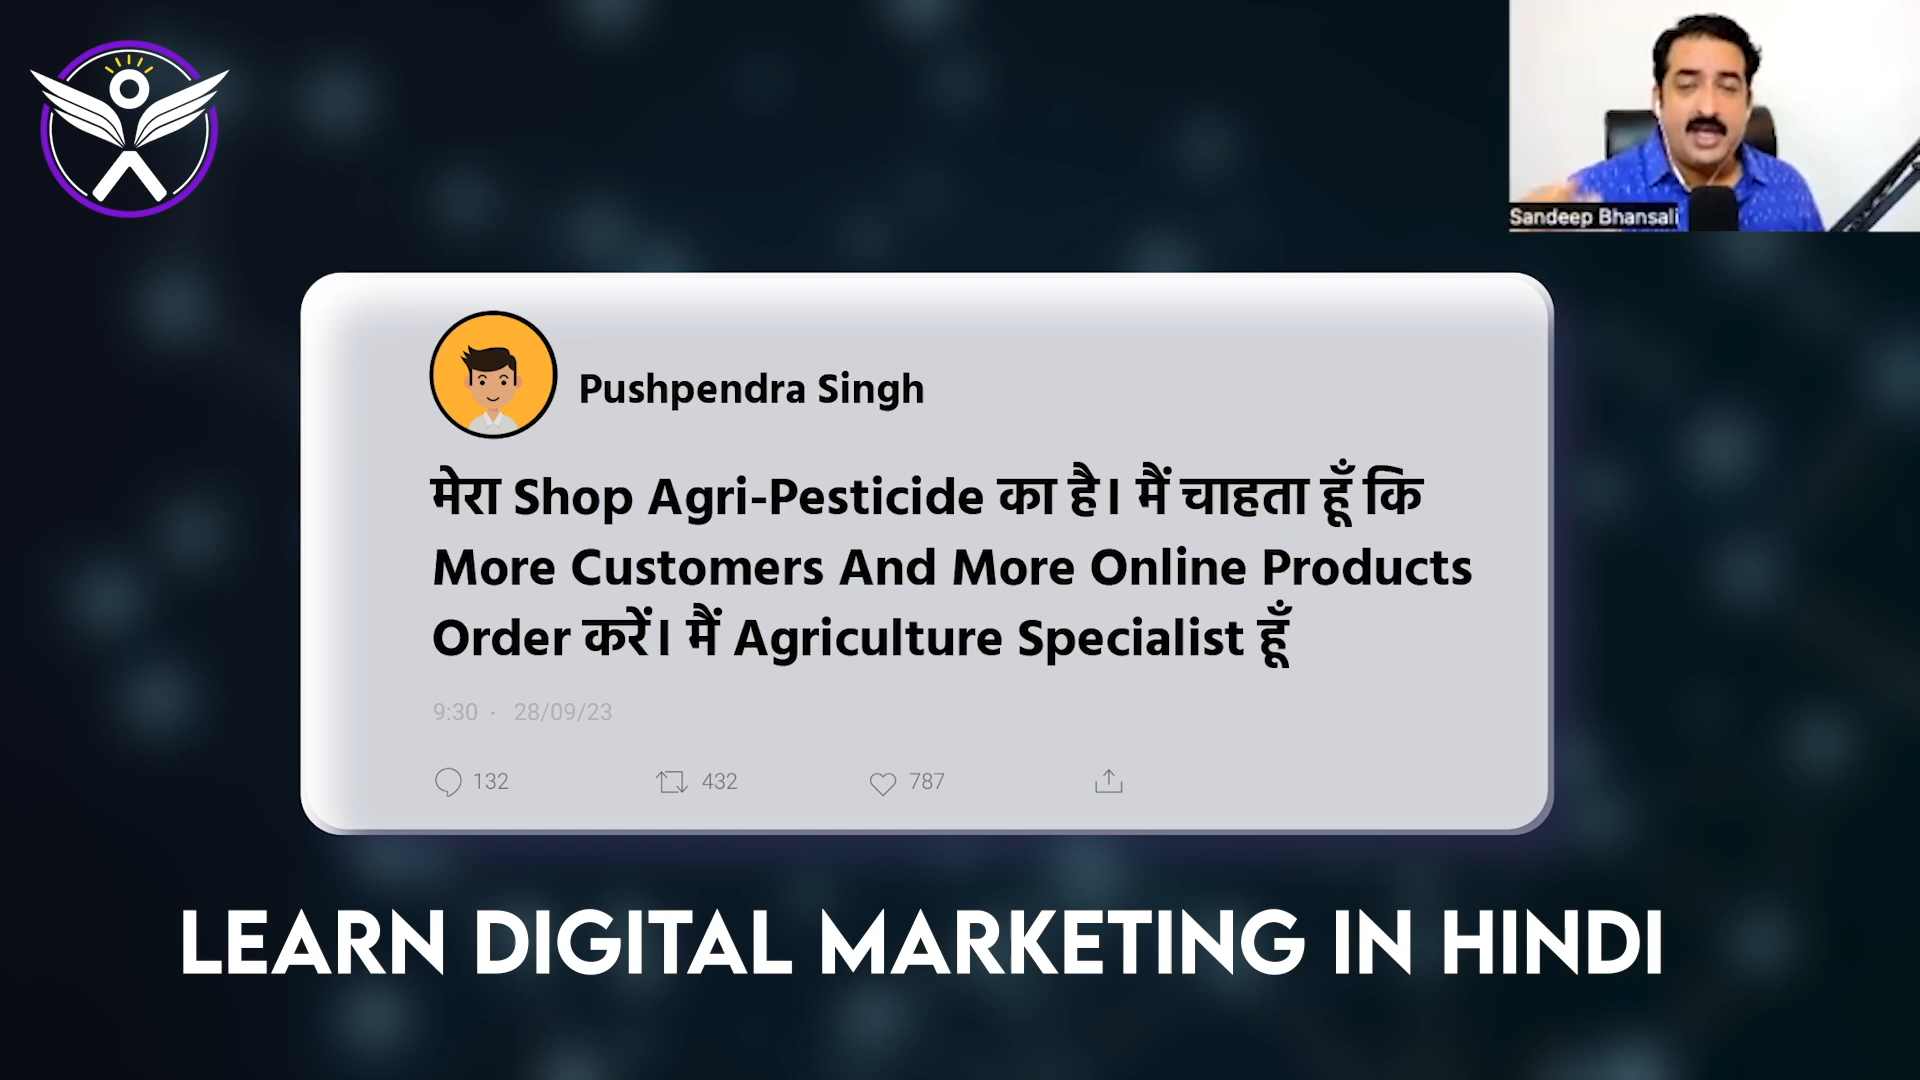 Sandeep Bhansali
Pushpendra Singh
मेरा Shop Agri-Pesticide का है। मैं चाहता हूँ कि
More Customers And More Online Products
Order करें। मैं Agriculture Specialist हूँ
9:30 · 28/09/23
132 432 787
LEARN DIGITAL MARKETING IN HINDI